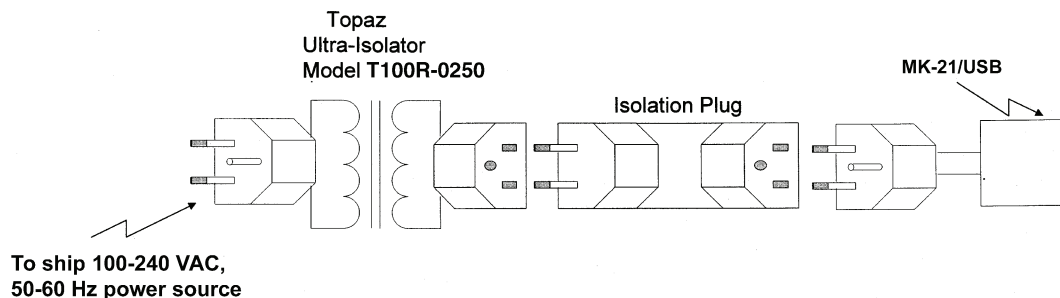 Topaz
Ultra-Isolator
Model T100R-0250
MK-21/USB
Isolation Plug
To ship 100-240 VAC,
50-60 Hz power source